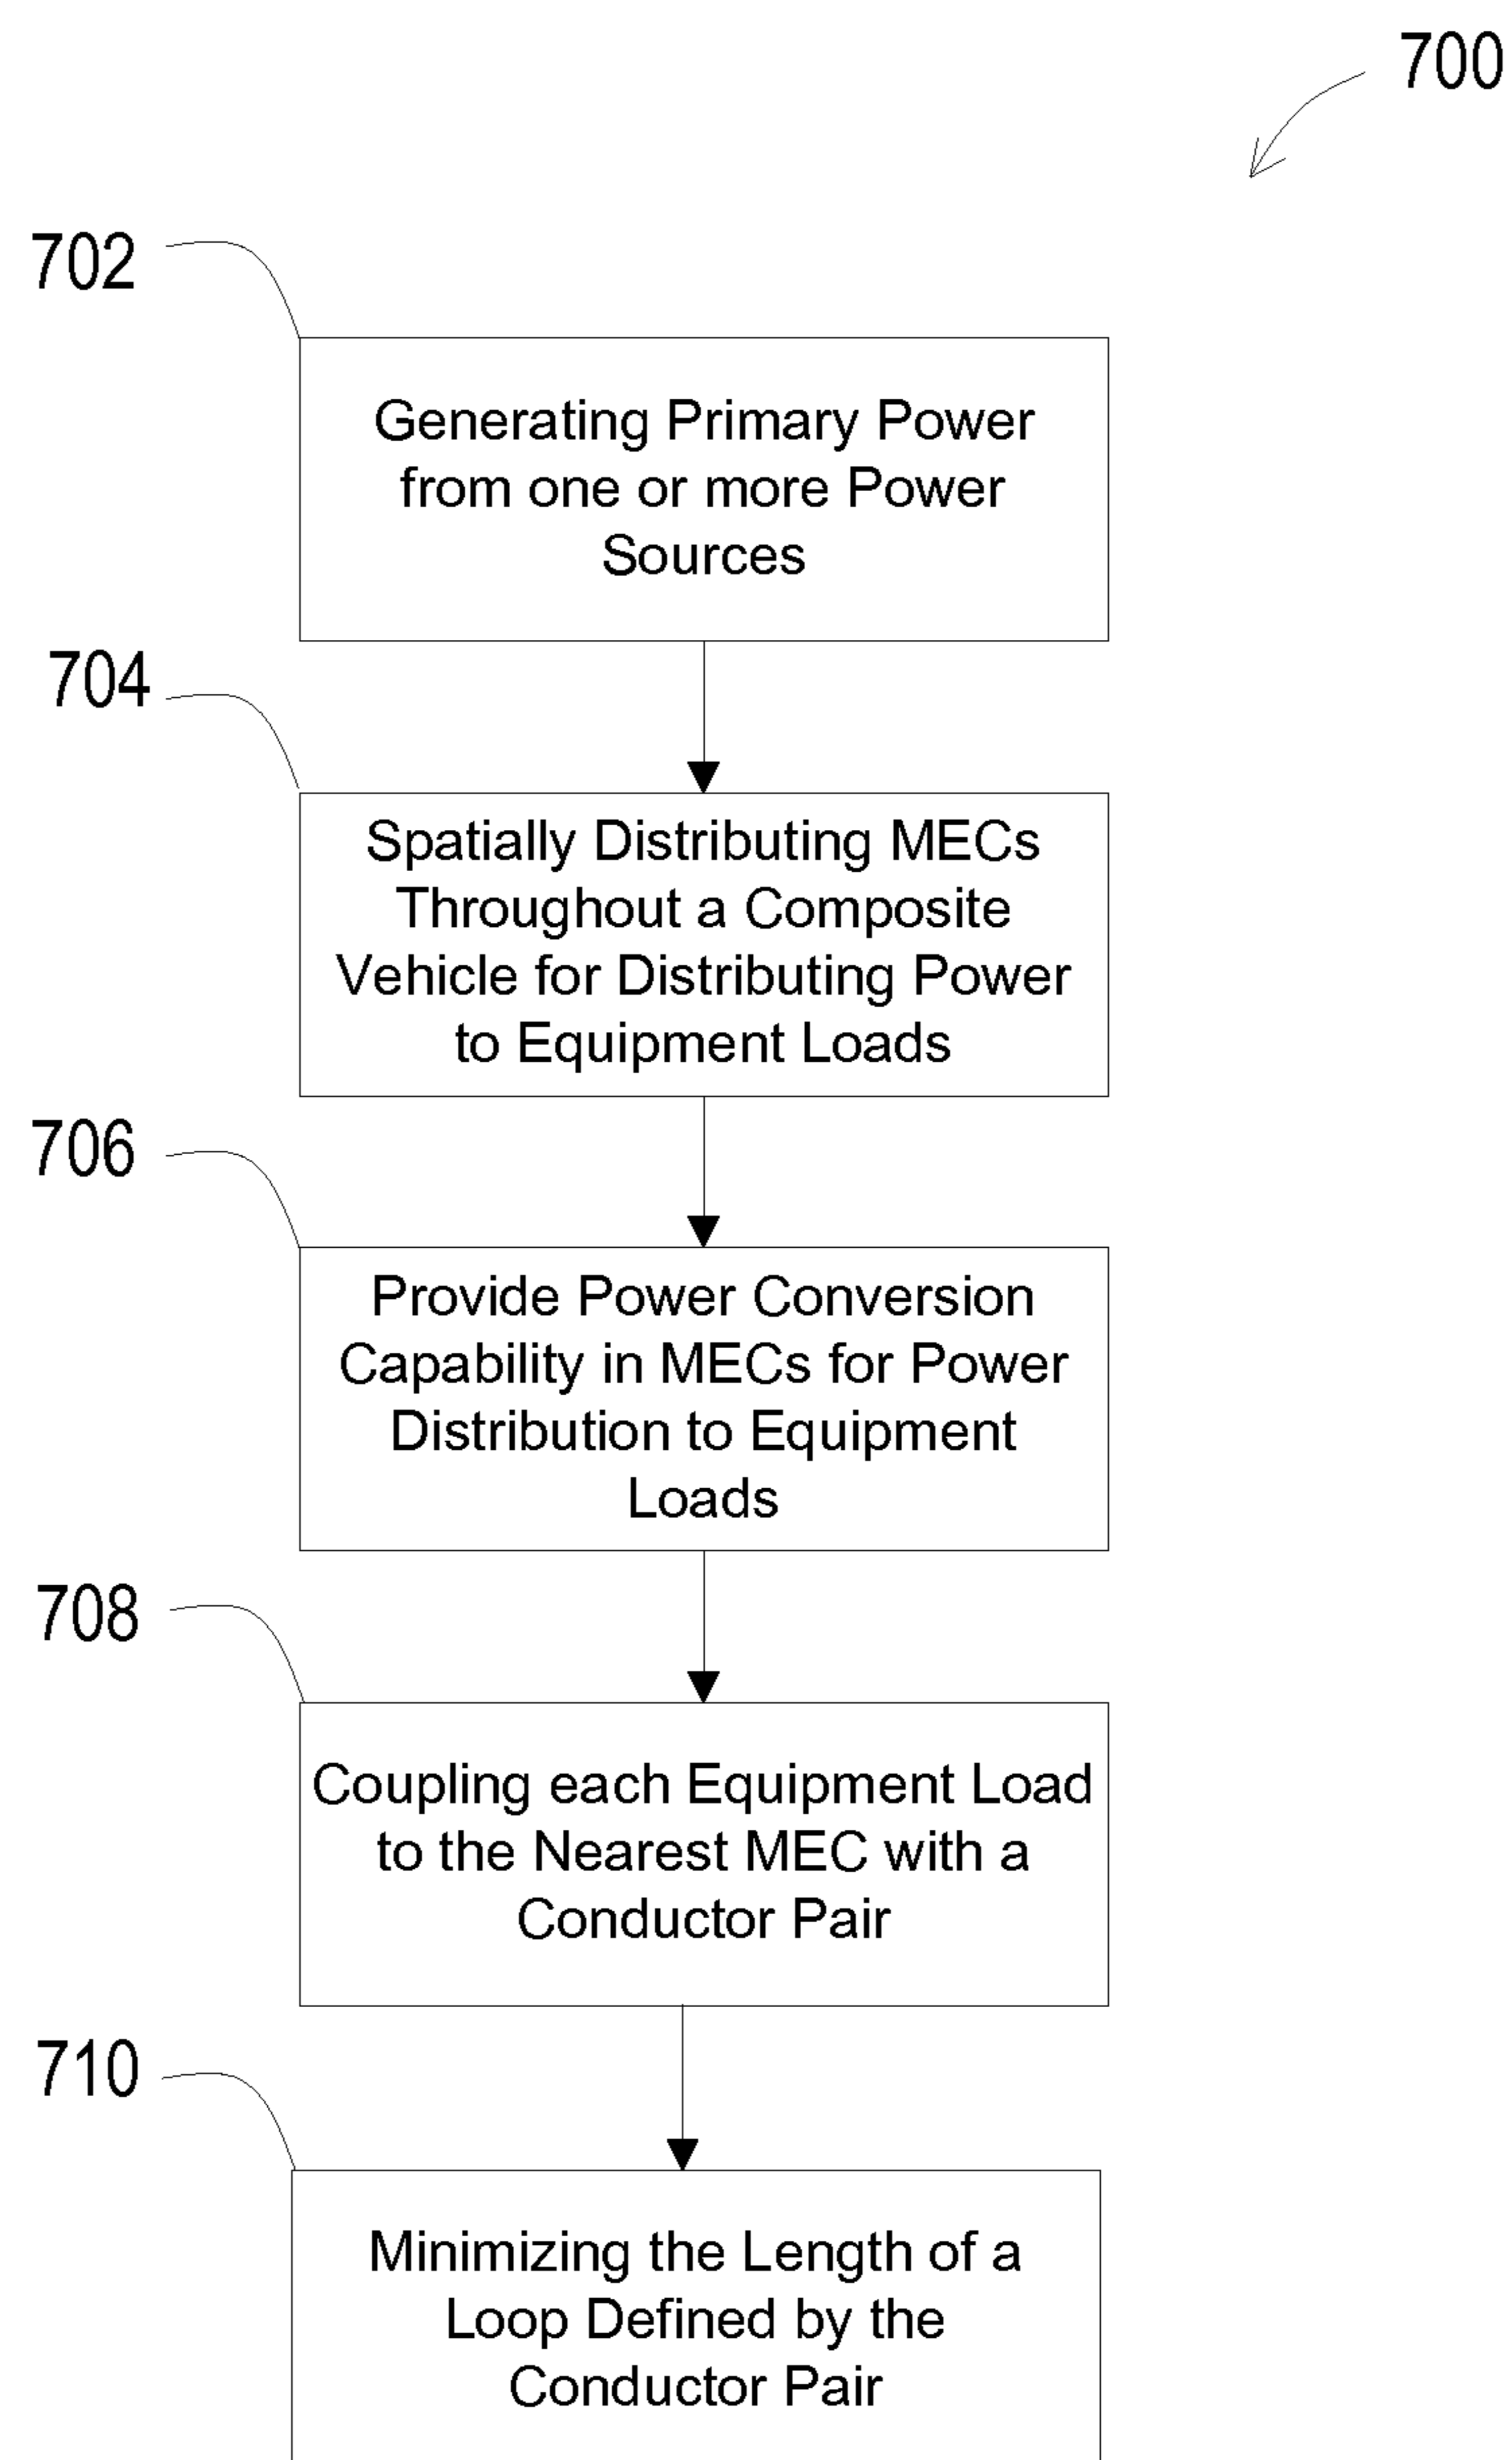 700
702
Generating Primary Power
from one or more Power
Sources
704
Spatially Distributing MECs
Throughout a Composite
Vehicle for Distributing Power
to Equipment Loads
706
Provide Power Conversion
Capability in MECs for Power
Distribution to Equipment
Loads
708
Coupling each Equipment Load
to the Nearest MEC with a
Conductor Pair
710
Minimizing the Length of a
Loop Defined by the
Conductor Pair